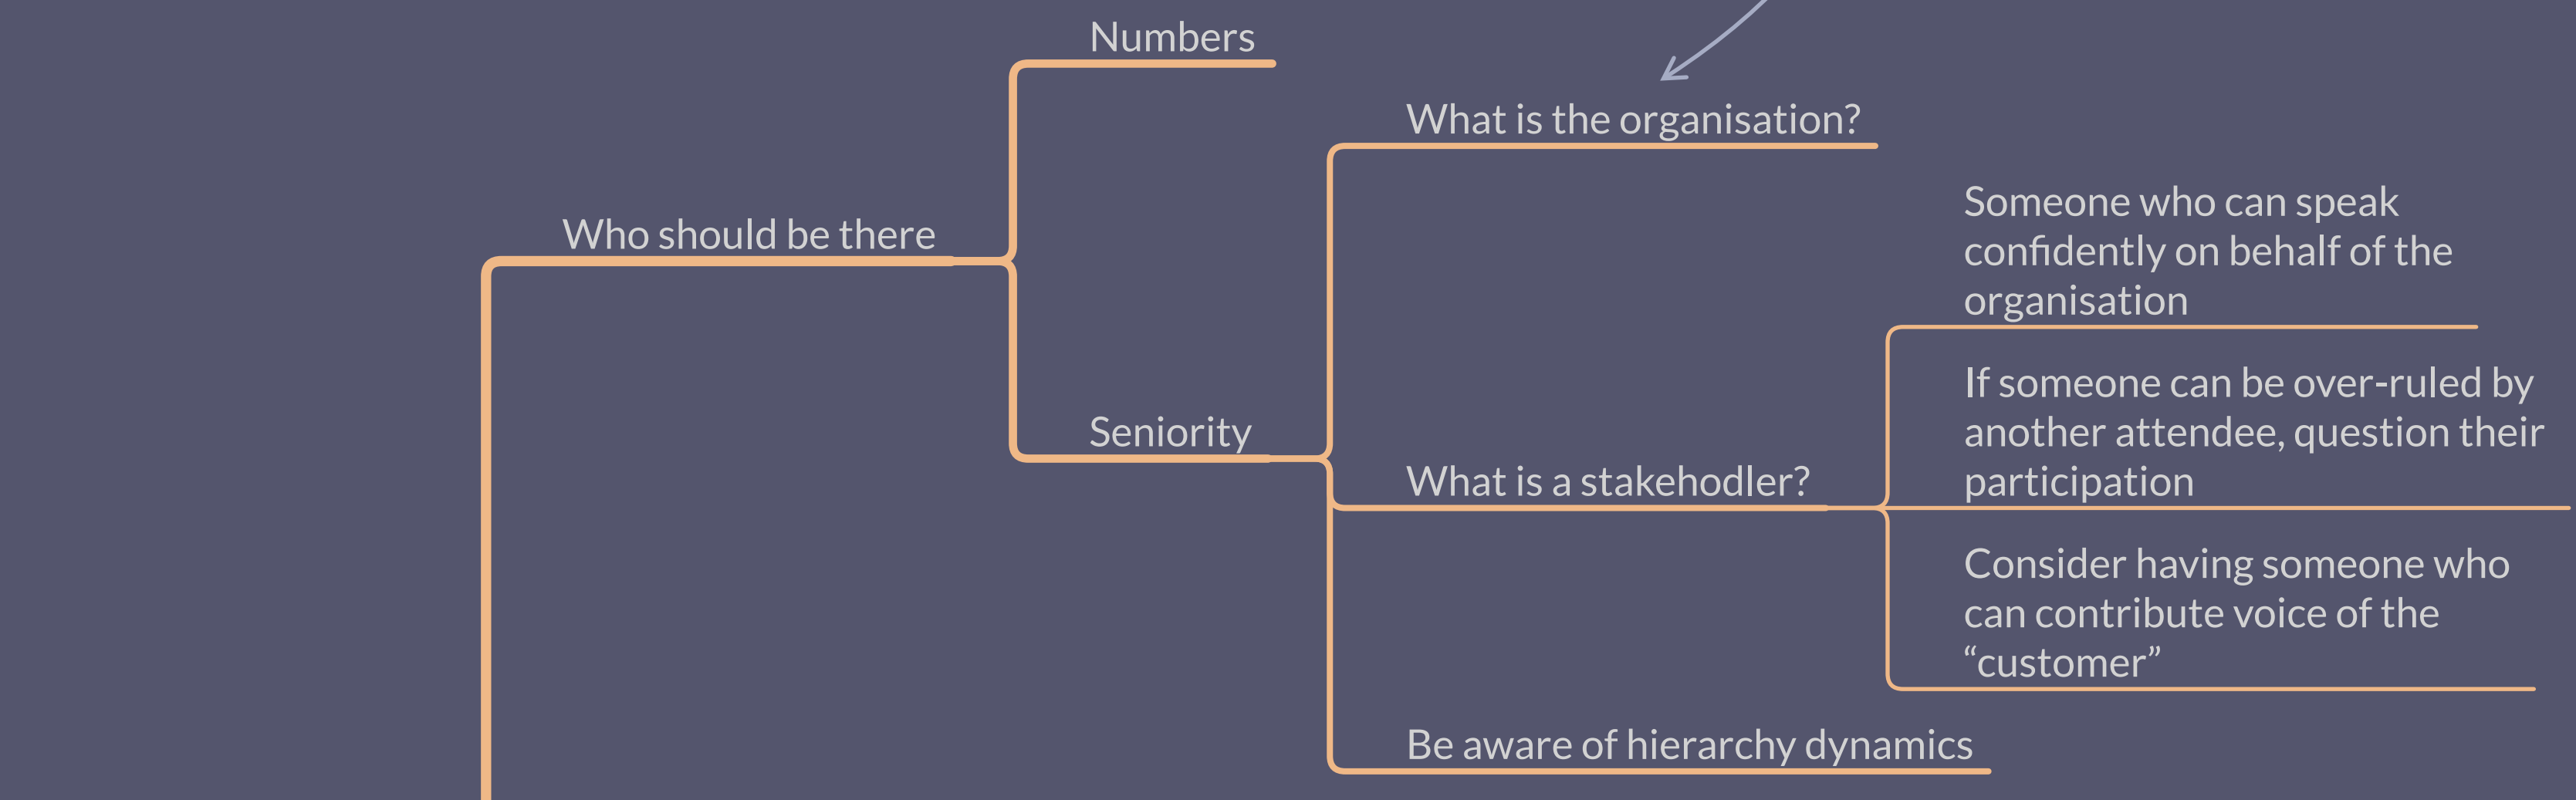 Numbers
What is the organisation?
Someone who can speak
confidently on behalf of the
organisation
Who should be there
If someone can be over-ruled by
another attendee, question their
participation
Seniority
What is a stakehodler?
Consider having someone who
can contribute voice of the
“customer”
Be aware of hierarchy dynamics